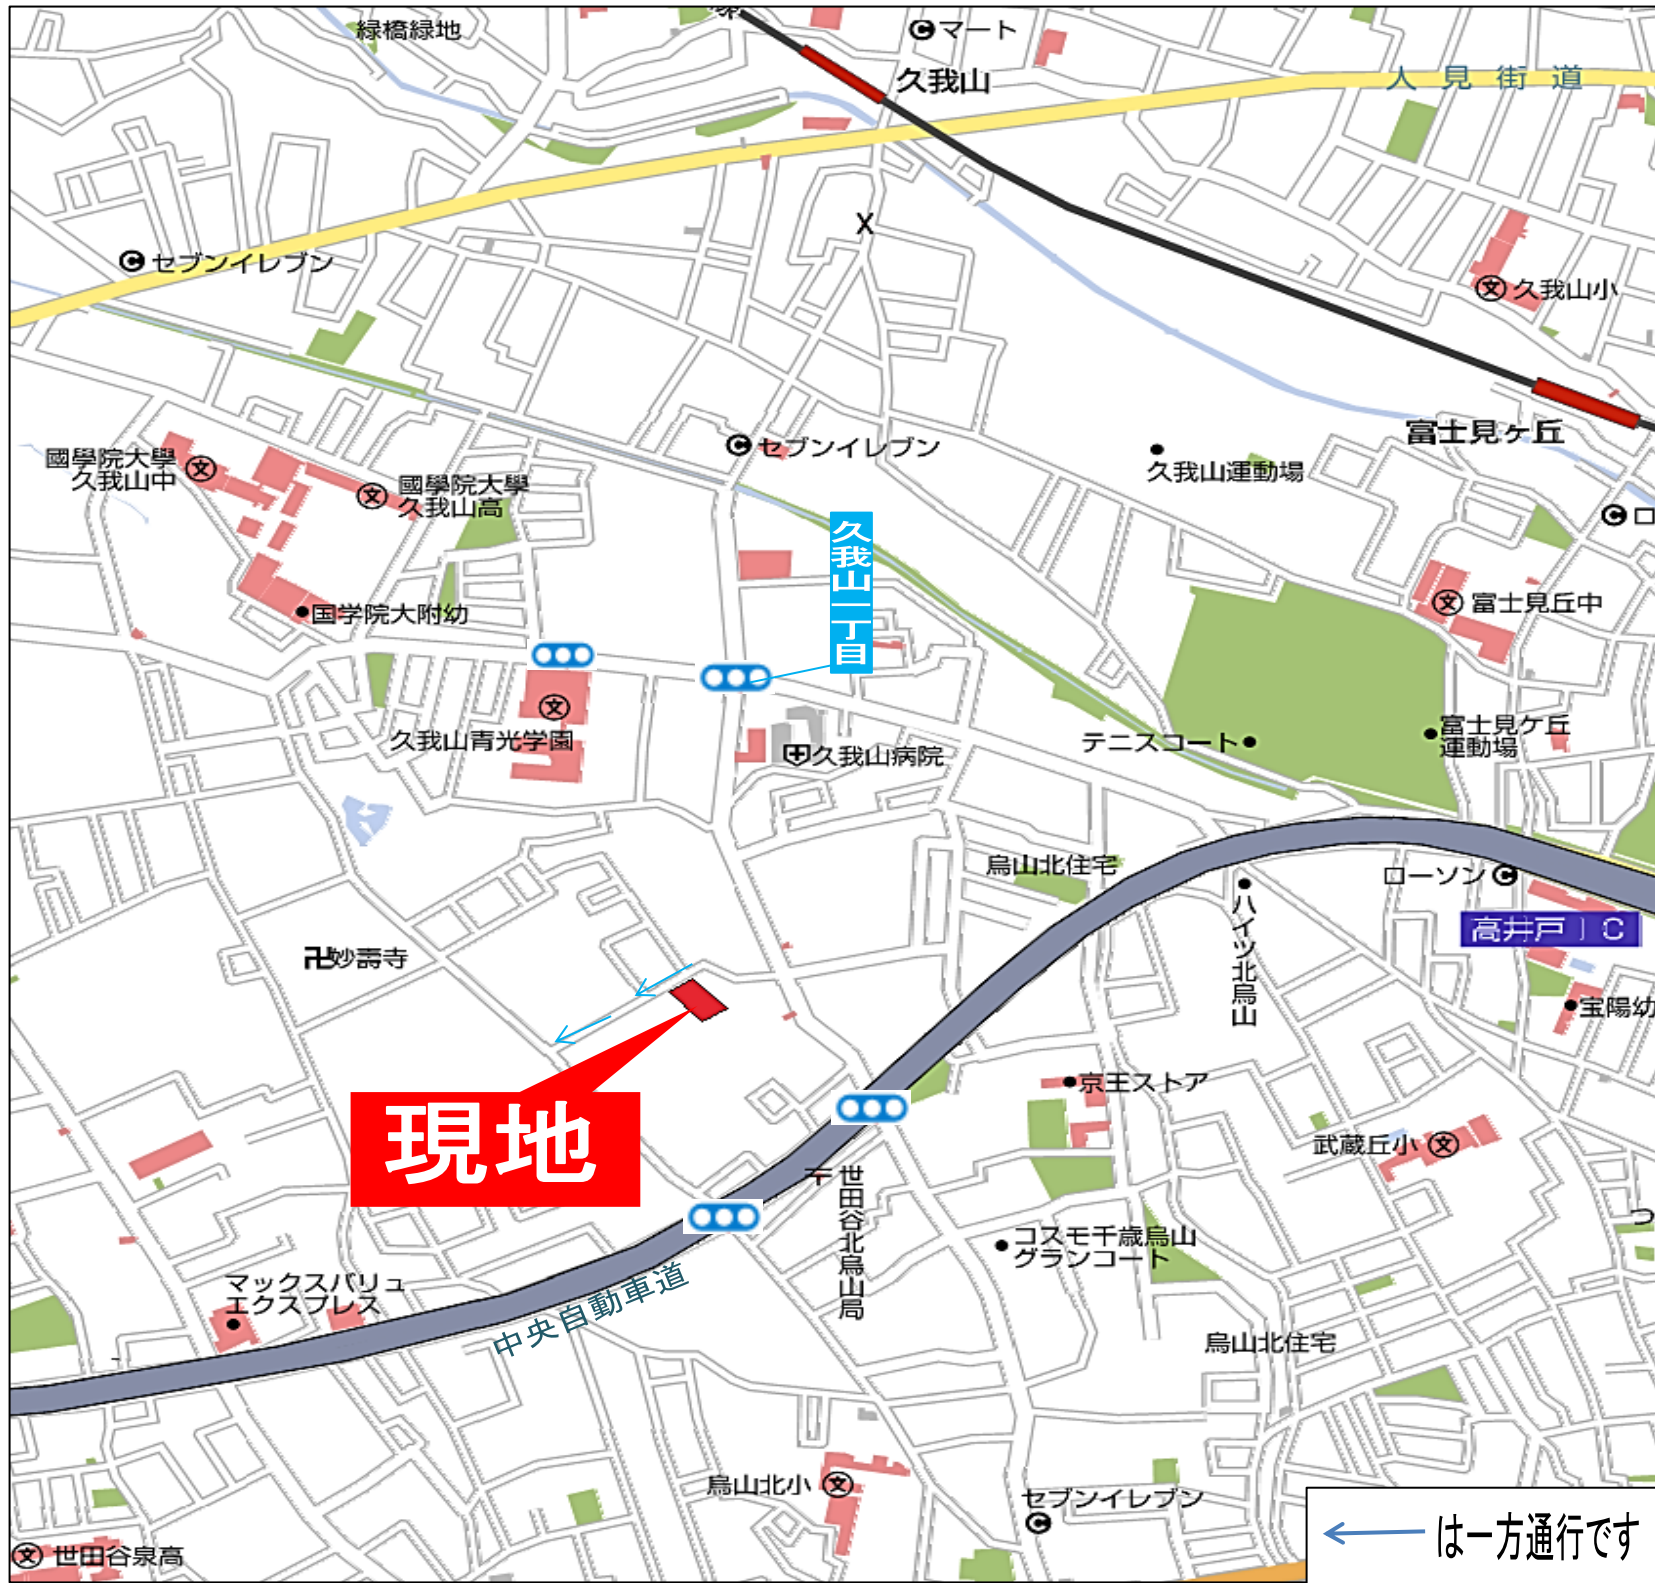 緑橋緑地
マート
久我山
人見街道
セブンイレブン
X
久我山小
富士見ヶ丘
セブンイレブン
久我山運動場
國學院大學
久我山中
國學院大學
久我山高
久我山二丁目
国学院大附幼
富士見丘中
久我山青光学園
久我山病院
テニスコート
富士見ケ丘
運動場
烏山北住宅
ローソン
ハイツ北烏山
高井戸IC
卍妙壽寺
宝陽幼
現地
京王ストア
武蔵丘小
〒世田谷北烏山局
コスモ千歳烏山
グランコート
つ
マックスバリュ
エクスプレス
中央自動車道
烏山北住宅
烏山北小
セブンイレブン
世田谷泉高
は一方通行です